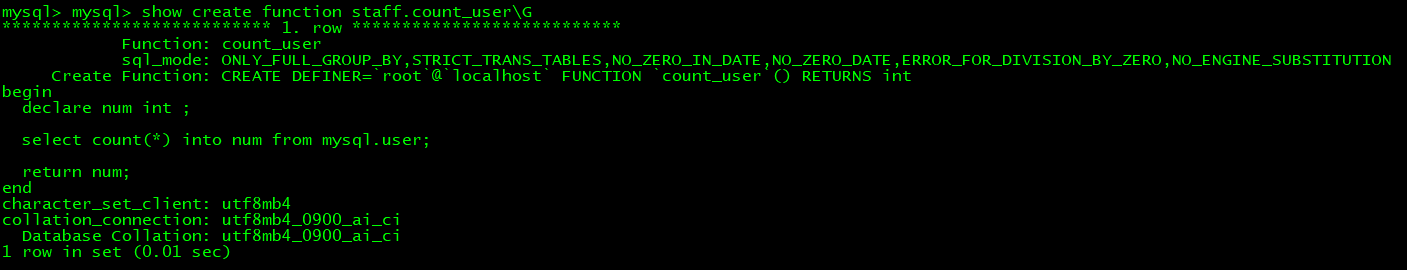 mysql> mysql> show create function staff.count_user\G
*************************** 1. row ***************************
            Function: count_user
            sql_mode: ONLY_FULL_GROUP_BY,STRICT_TRANS_TABLES,NO_ZERO_IN_DATE,NO_ZERO_DATE,ERROR_FOR_DIVISION_BY_ZERO,NO_ENGINE_SUBSTITUTION
     Create Function: CREATE DEFINER=`root`@`localhost` FUNCTION `count_user`() RETURNS int
begin
  declare num int ;
  select count(*) into num from mysql.user;
  return num;
end
character_set_client: utf8mb4
collation_connection: utf8mb4_0900_ai_ci
  Database Collation: utf8mb4_0900_ai_ci
1 row in set (0.01 sec)